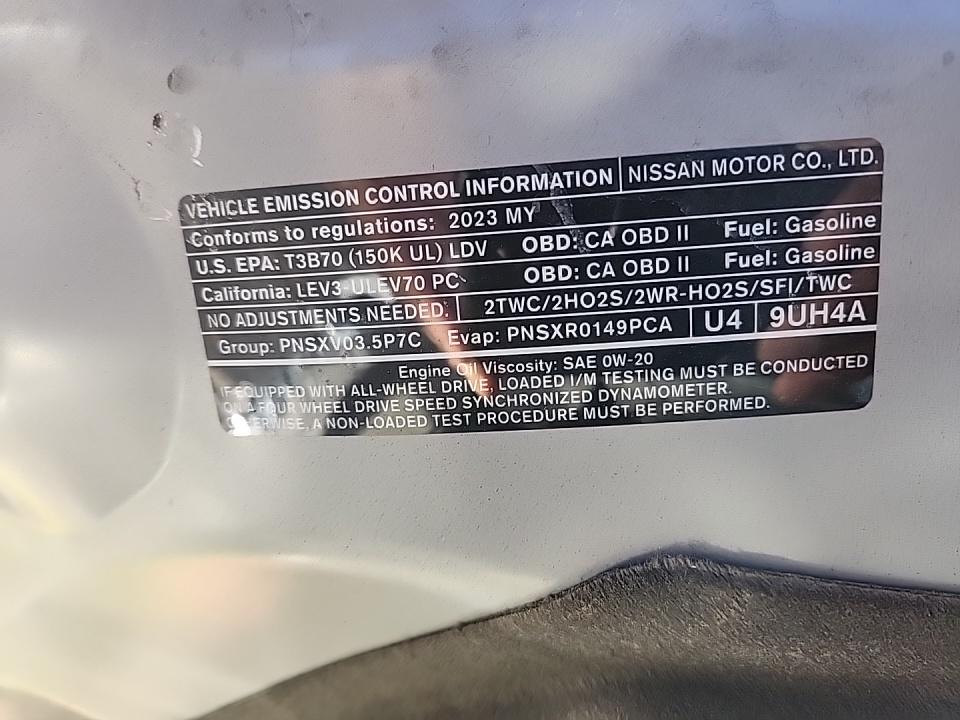 VEHICLE EMISSION CONTROL INFORMATION NISSAN MOTOR CO., LTD.
Conforms to regulations: 2023 MY
U.S. EPA: T3B70 (150K UL) LDV OBD: CA OBD II Fuel: Gasoline
California: LEV3-ULEV70 PC OBD: CA OBD II Fuel: Gasoline
NO ADJUSTMENTS NEEDED. 2TWC/2HO2S/2WR-HO2S/SFI/TWC
Group: PNSXV03.5P7C Evap: PNSXR0149PCA U4 9UH4A
Engine Oil Viscosity: SAE 0W-20
IF EQUIPPED WITH ALL-WHEEL DRIVE, LOADED I/M TESTING MUST BE CONDUCTED
ON A FOUR WHEEL DRIVE SPEED SYNCHRONIZED DYNAMOMETER.
OTHERWISE, A NON-LOADED TEST PROCEDURE MUST BE PERFORMED.